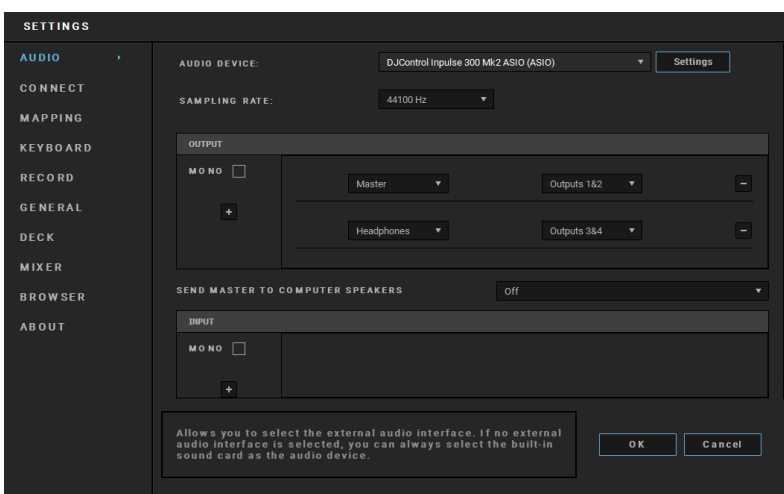 SETTINGS
AUDIO
CONNECT
MAPPING
KEYBOARD
RECORD
GENERAL
DECK
MIXER
BROWSER
ABOUT
AUDIO DEVICE:
DJControl Inpulse 300 Mk2 ASIO (ASIO)
Settings
SAMPLING RATE:
44100 Hz
OUTPUT
MONO
+
Master
Outputs 1&2
−
Headphones
Outputs 3&4
−
SEND MASTER TO COMPUTER SPEAKERS
Off
INPUT
MONO
+
Allows you to select the external audio interface. If no external
audio interface is selected, you can always select the built-in
sound card as the audio device.
OK
Cancel